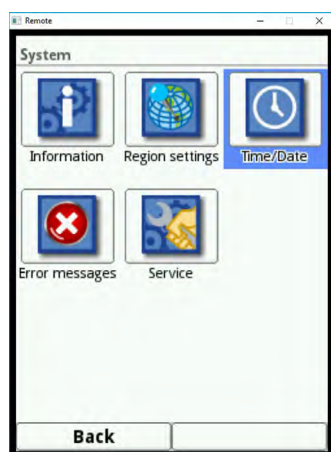 Remote
System
Information
Region settings
Time/Date
Error messages
Service
Back